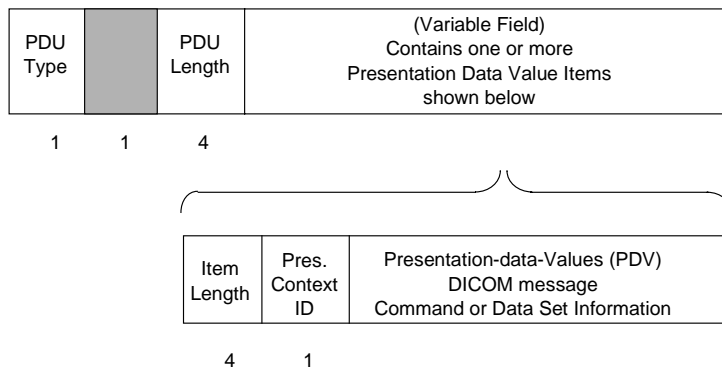 PDU
Type
PDU
Length
(Variable Field)
Contains one or more
Presentation Data Value Items
shown below
1
1
4
Item
Length
Pres.
Context
ID
Presentation-data-Values (PDV)
DICOM message
Command or Data Set Information
4
1